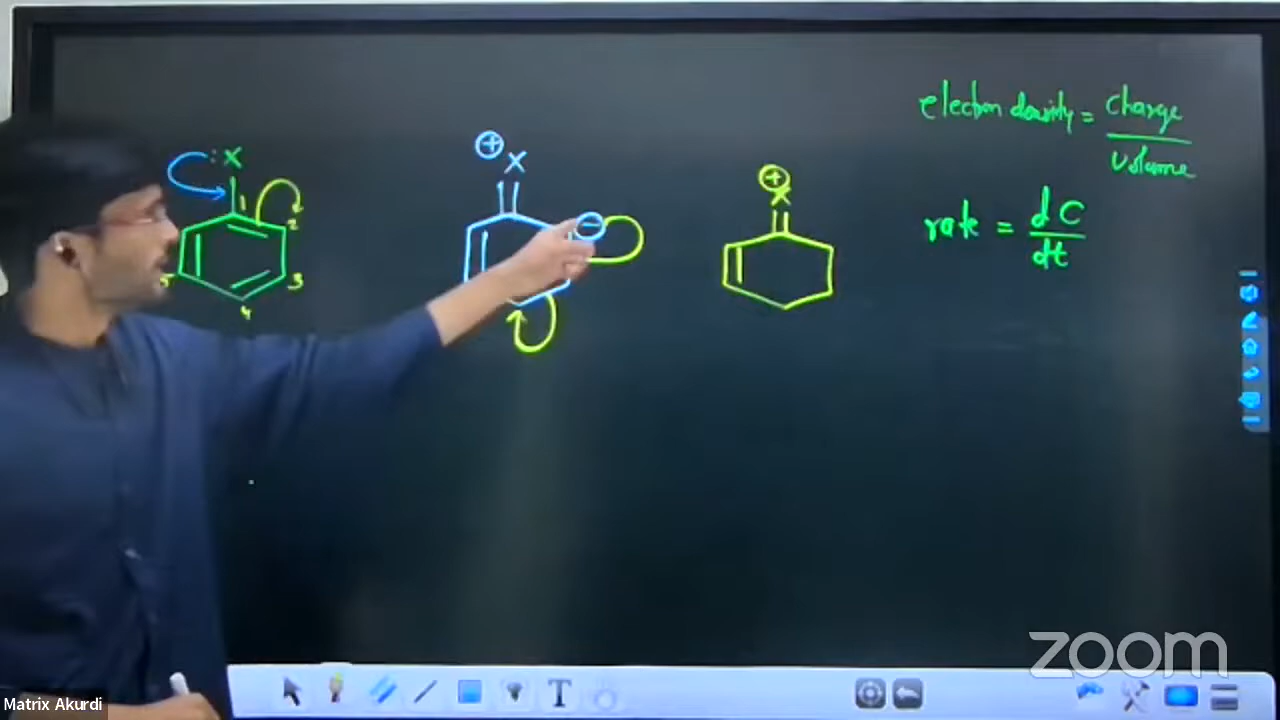 electron density = charge
volume
rate = dC
dt
:X
1
2
3
4
5
⊕
X
⊖
⊕
X
T
zoom
Matrix Akurdi